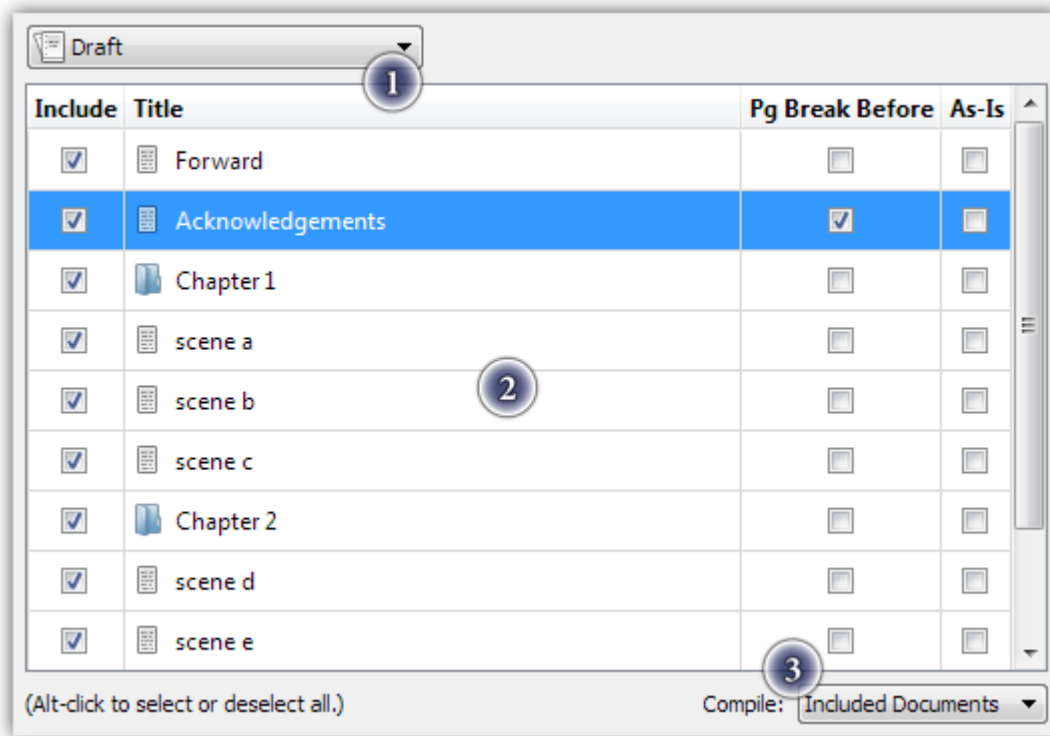 Draft
1
Include Title Pg Break Before As-Is
Forward
Acknowledgements
Chapter 1
scene a
scene b
2
scene c
Chapter 2
scene d
scene e
3
(Alt-click to select or deselect all.) Compile: Included Documents